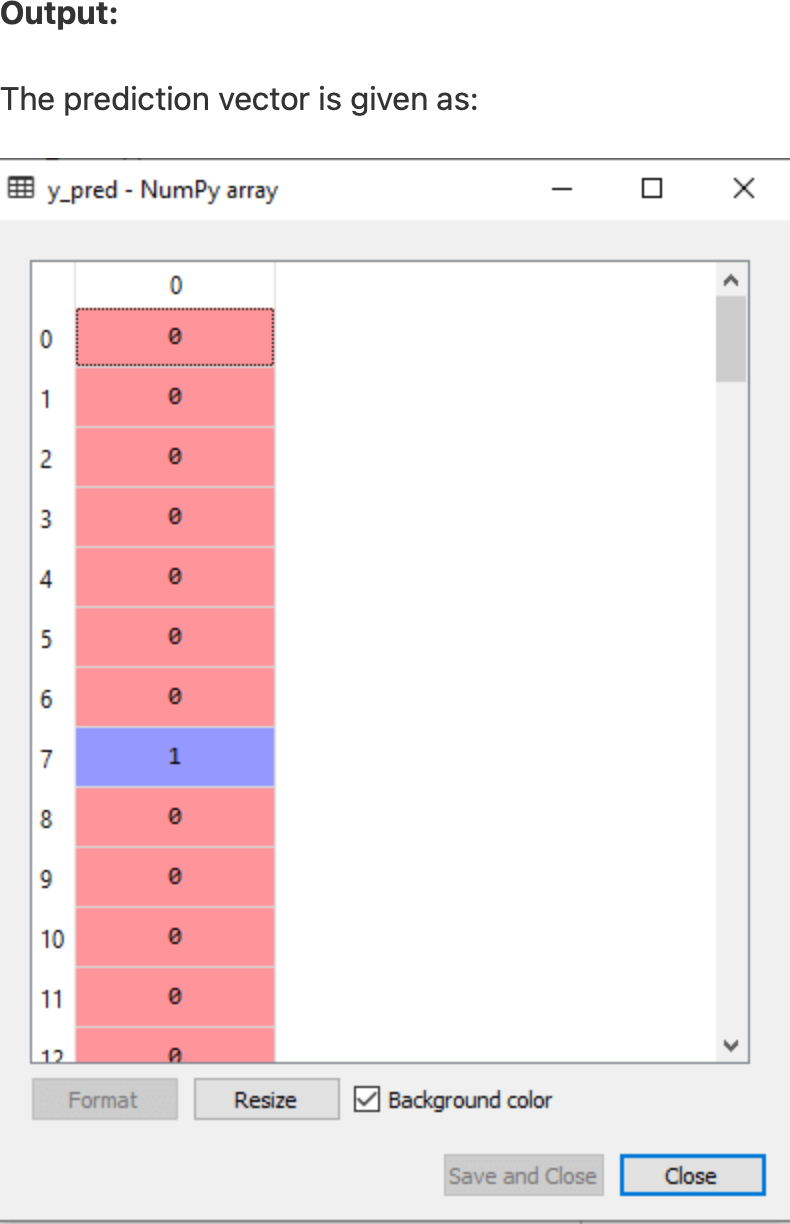 Output:
The prediction vector is given as:
y_pred - NumPy array
0
0 0
1 0
2 0
3 0
4 0
5 0
6 0
7 1
8 0
9 0
10 0
11 0
12 0
Format Resize Background color
Save and Close Close